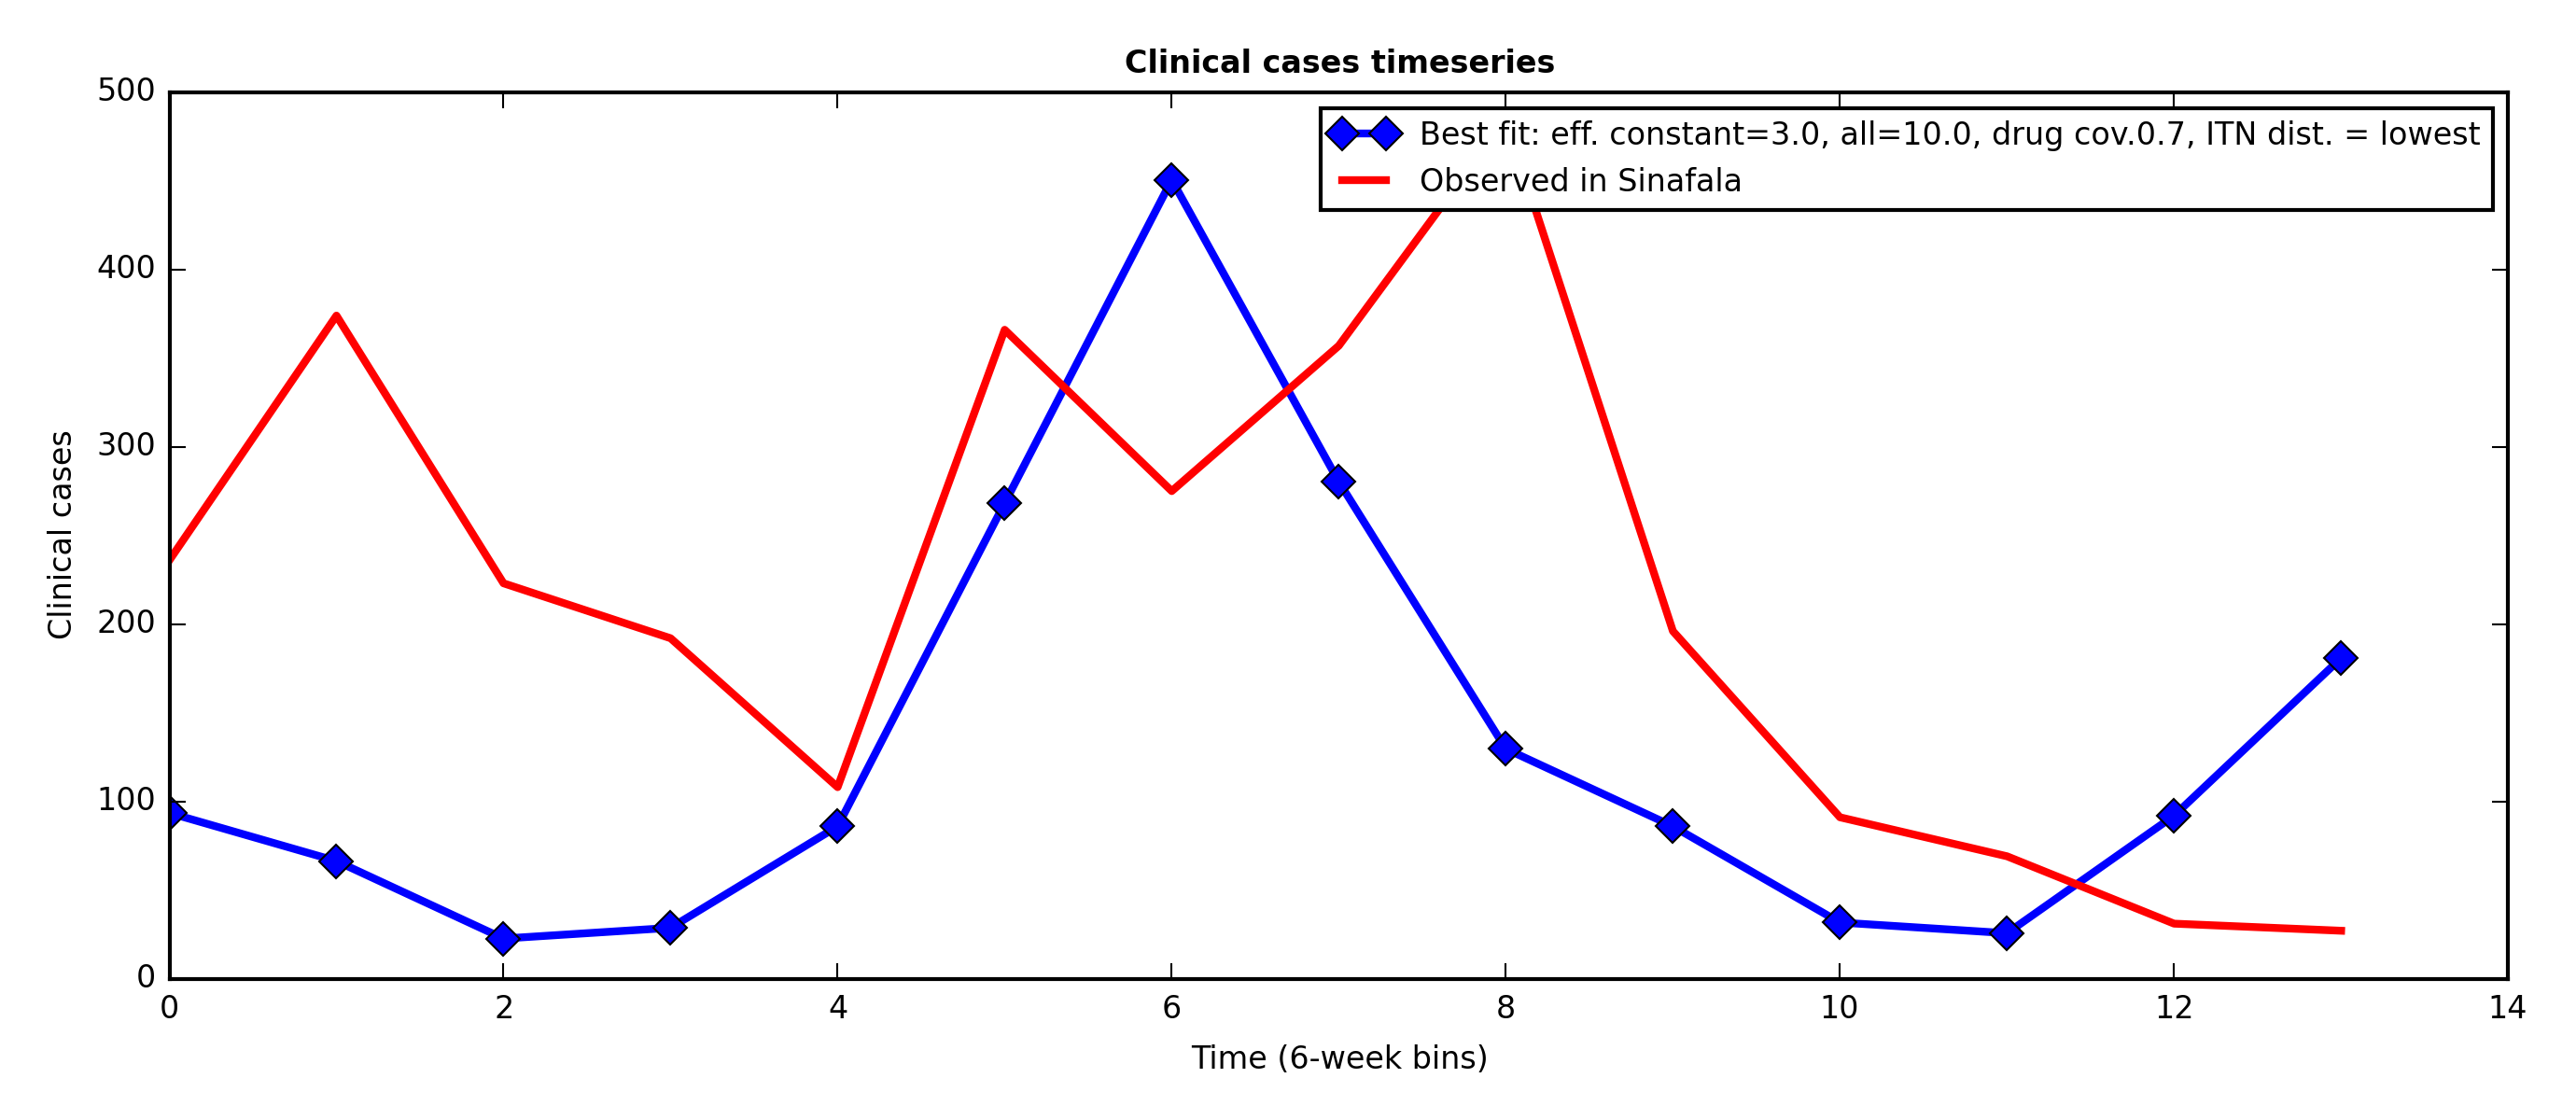 Clinical cases timeseries
500
400
300
200
100
0
Clinical cases
Best fit: eff. constant=3.0, all=10.0, drug cov.0.7, ITN dist. = lowest
Observed in Sinafala
0 2 4 6 8 10 12 14
Time (6-week bins)